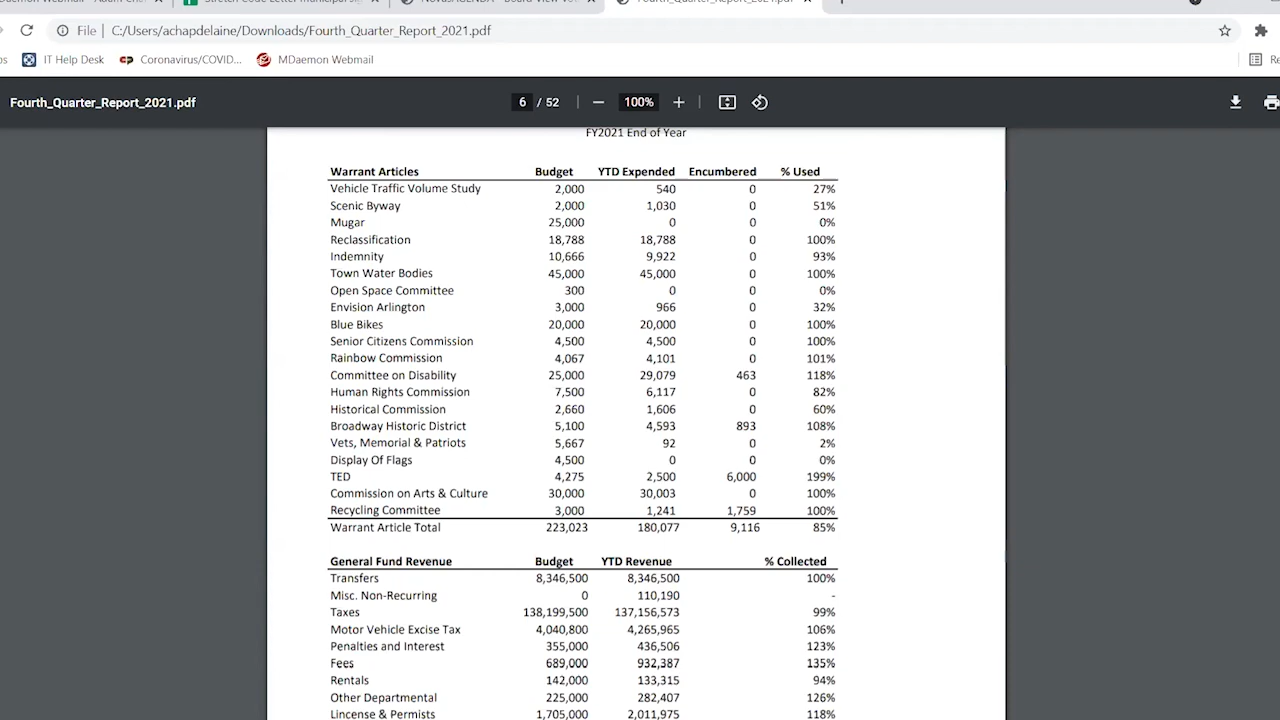 Fourth_Quarter_Report_2021.pdf
File | C:/Users/achapdelaine/Downloads/Fourth_Quarter_Report_2021.pdf
IT Help Desk Coronavirus/COVID... MDaemon Webmail
Fourth_Quarter_Report_2021.pdf 6 / 52 100%
FY2021 End of Year
Warrant Articles Budget YTD Expended Encumbered % Used
Vehicle Traffic Volume Study 2,000 540 0 27%
Scenic Byway 2,000 1,030 0 51%
Mugar 25,000 0 0 0%
Reclassification 18,788 18,788 0 100%
Indemnity 10,666 9,922 0 93%
Town Water Bodies 45,000 45,000 0 100%
Open Space Committee 300 0 0 0%
Envision Arlington 3,000 966 0 32%
Blue Bikes 20,000 20,000 0 100%
Senior Citizens Commission 4,500 4,500 0 100%
Rainbow Commission 4,067 4,101 0 101%
Committee on Disability 25,000 29,079 463 118%
Human Rights Commission 7,500 6,117 0 82%
Historical Commission 2,660 1,606 0 60%
Broadway Historic District 5,100 4,593 893 108%
Vets, Memorial & Patriots 5,667 92 0 2%
Display Of Flags 4,500 0 0 0%
TED 4,275 2,500 6,000 199%
Commission on Arts & Culture 30,000 30,003 0 100%
Recycling Committee 3,000 1,241 1,759 100%
Warrant Article Total 223,023 180,077 9,116 85%
General Fund Revenue Budget YTD Revenue % Collected
Transfers 8,346,500 8,346,500 100%
Misc. Non-Recurring 0 110,190 -
Taxes 138,199,500 137,156,573 99%
Motor Vehicle Excise Tax 4,040,800 4,265,965 106%
Penalties and Interest 355,000 436,506 123%
Fees 689,000 932,387 135%
Rentals 142,000 133,315 94%
Other Departmental 225,000 282,407 126%
Lincense & Permists 1,705,000 2,011,975 118%